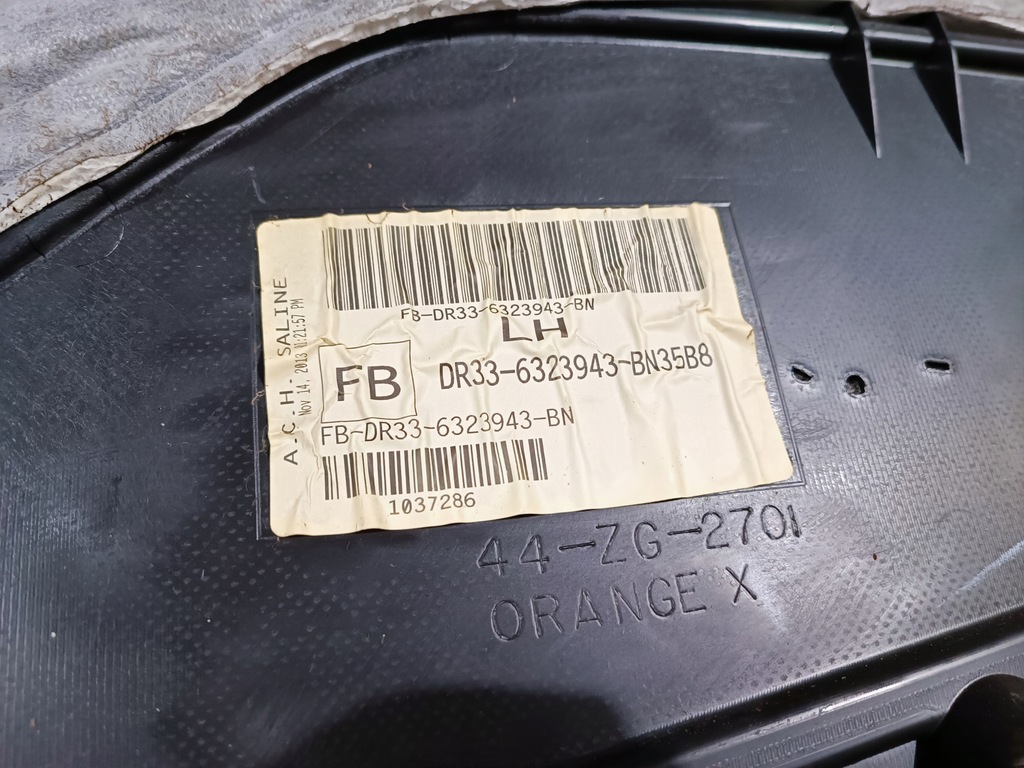 A.C.H. SALINE
Nov 14, 2013 11:21:57 PM
FB-DR33-6323943-BN
LH
FB
DR33-6323943-BN35B8
FB-DR33-6323943-BN
1037286
44-ZG-2701
ORANGE X